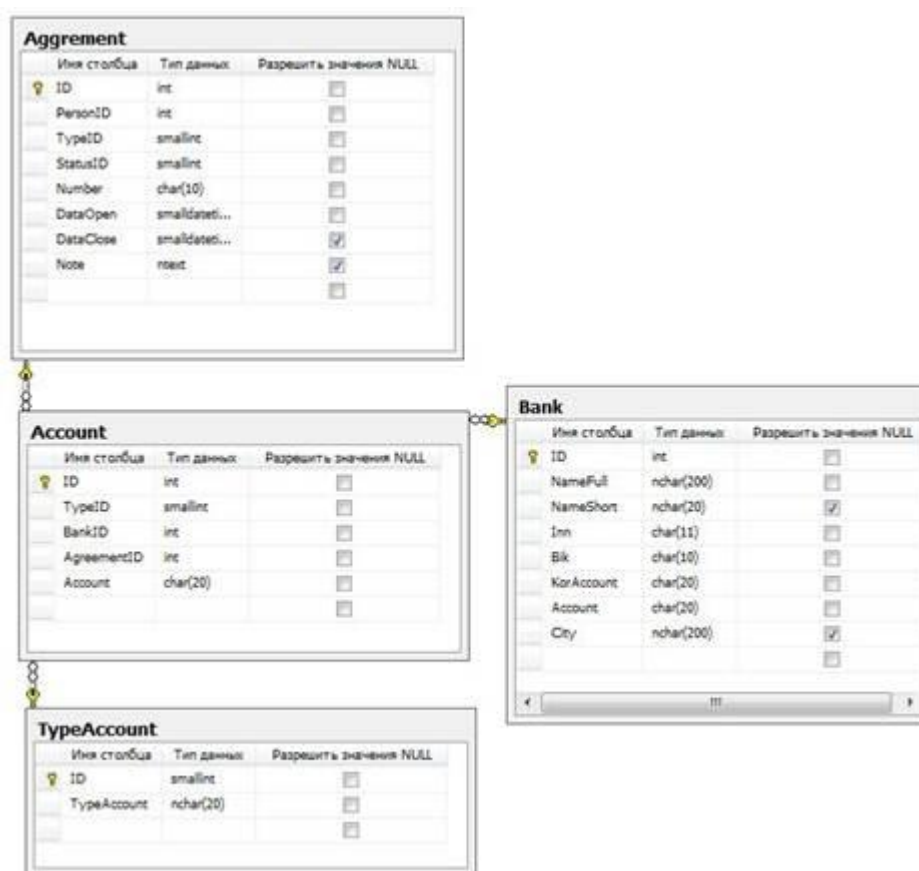 Aggrement
Имя столбца Тип данных Разрешить значения NULL
ID int
PersonID int
TypeID smallint
StatusID smallint
Number char(10)
DataOpen smalldateti...
DataClose smalldateti...
Note ntext
Account
Имя столбца Тип данных Разрешить значения NULL
ID int
TypeID smallint
BankID int
AgreementID int
Account char(20)
Bank
Имя столбца Тип данных Разрешить значения NULL
ID int
NameFull nchar(200)
NameShort nchar(20)
Inn char(11)
Bik char(10)
KorAccount char(20)
Account char(20)
City nchar(200)
TypeAccount
Имя столбца Тип данных Разрешить значения NULL
ID smallint
TypeAccount nchar(20)